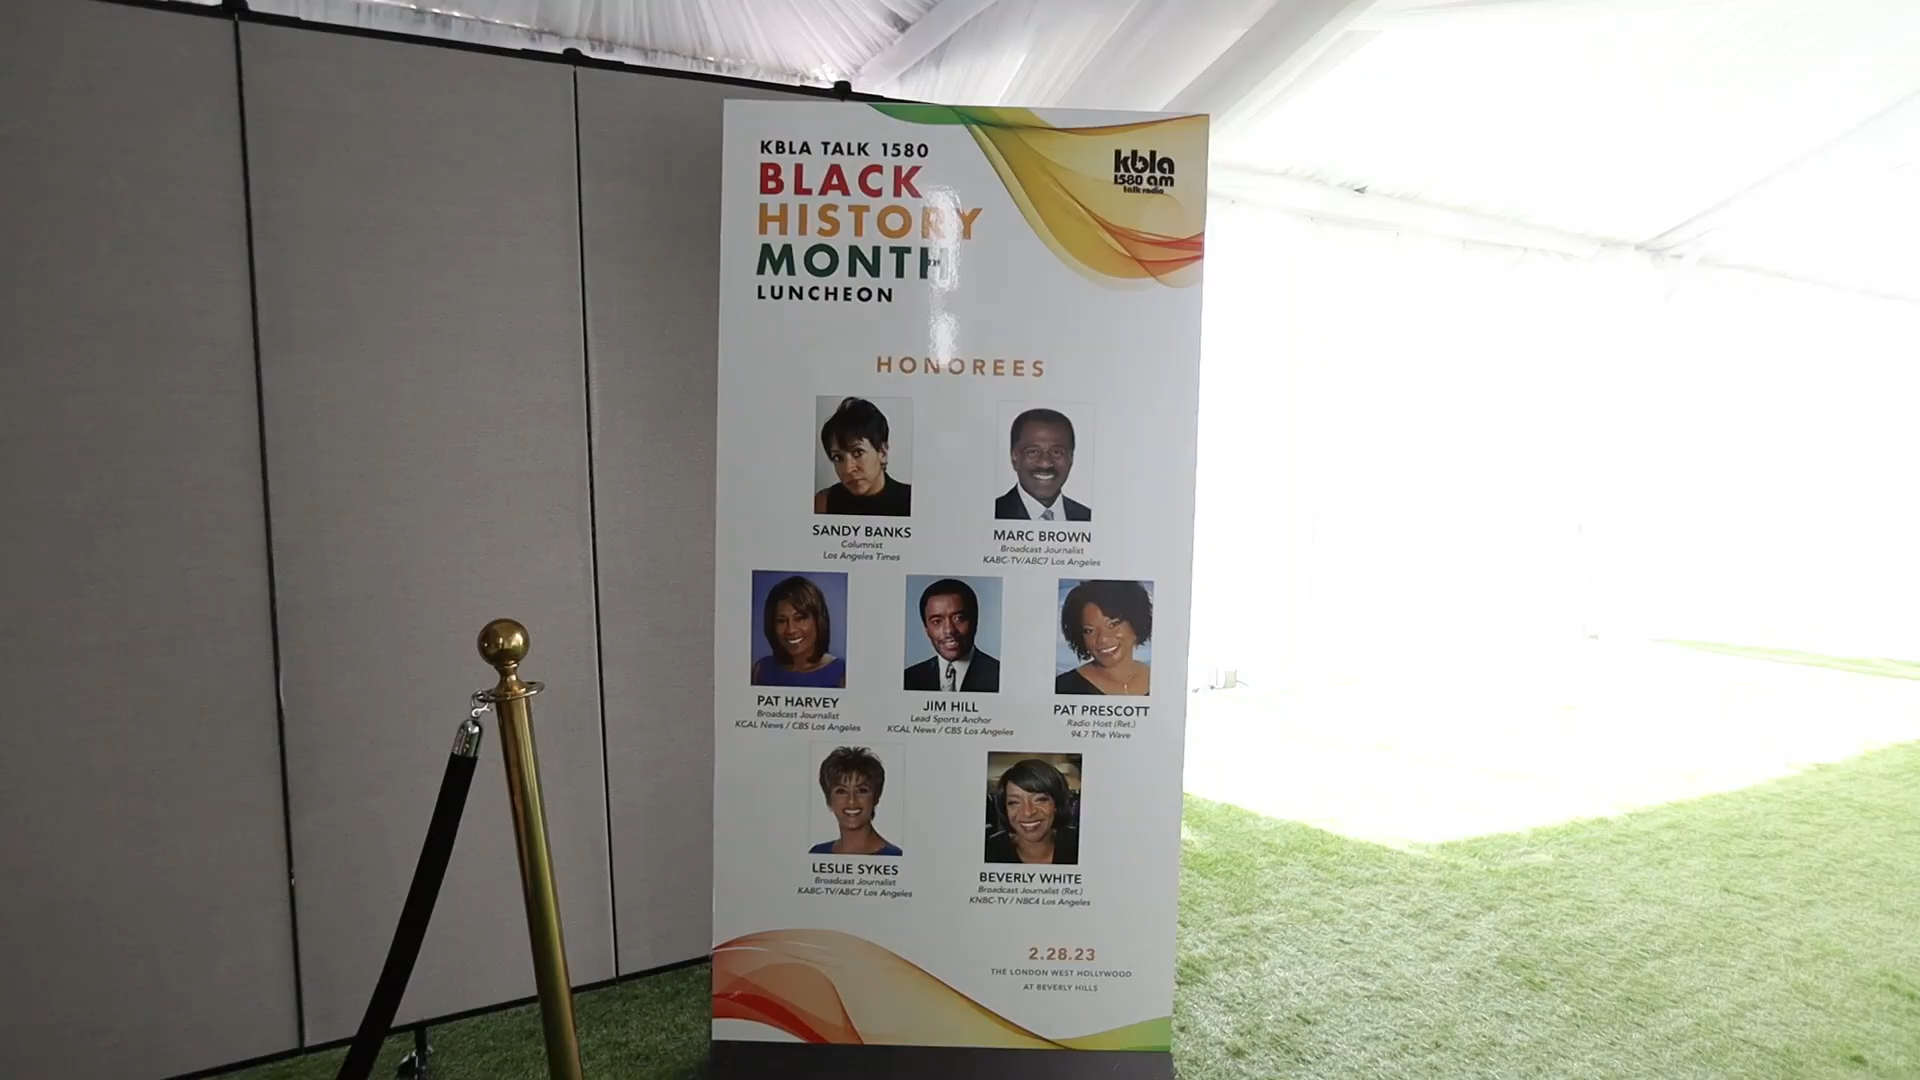 KBLA TALK 1580
BLACK
HISTORY
MONTH
LUNCHEON
kbla
1580 am
talk radio
HONOREES
SANDY BANKS
Columnist
Los Angeles Times
MARC BROWN
Broadcast Journalist
KABC-TV/ABC7 Los Angeles
PAT HARVEY
Broadcast Journalist
KCAL News / CBS Los Angeles
JIM HILL
Lead Sports Anchor
KCAL News / CBS Los Angeles
PAT PRESCOTT
Radio Host (Ret.)
94.7 The Wave
LESLIE SYKES
Broadcast Journalist
KABC-TV/ABC7 Los Angeles
BEVERLY WHITE
Broadcast Journalist (Ret.)
KNBC-TV / NBC4 Los Angeles
2.28.23
THE LONDON WEST HOLLYWOOD
AT BEVERLY HILLS